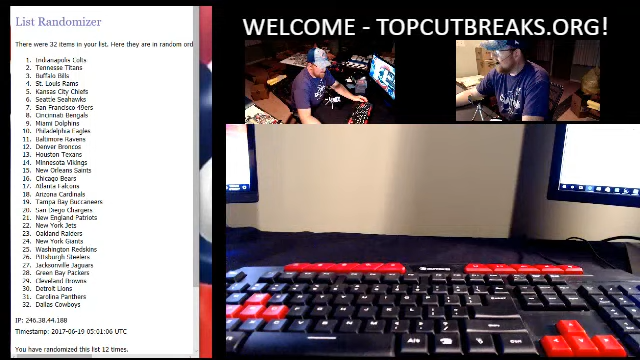 List Randomizer
There were 32 items in your list. Here they are in random ord
1. Indianapolis Colts
2. Tennesse Titans
3. Buffalo Bills
4. St. Louis Rams
5. Kansas City Chiefs
6. Seattle Seahawks
7. San Francisco 49ers
8. Cincinnati Bengals
9. Miami Dolphins
10. Philadelphia Eagles
11. Baltimore Ravens
12. Denver Broncos
13. Houston Texans
14. Minnesota Vikings
15. New Orleans Saints
16. Chicago Bears
17. Atlanta Falcons
18. Arizona Cardinals
19. Tampa Bay Buccaneers
20. San Diego Chargers
21. New England Patriots
22. New York Jets
23. Oakland Raiders
24. New York Giants
25. Washington Redskins
26. Pittsburgh Steelers
27. Jacksonville Jaguars
28. Green Bay Packers
29. Cleveland Browns
30. Detroit Lions
31. Carolina Panthers
32. Dallas Cowboys
IP: 246.38.44.188
Timestamp: 2017-06-19 05:01:06 UTC
You have randomized this list 12 times.
WELCOME - TOPCUTBREAKS.ORG!